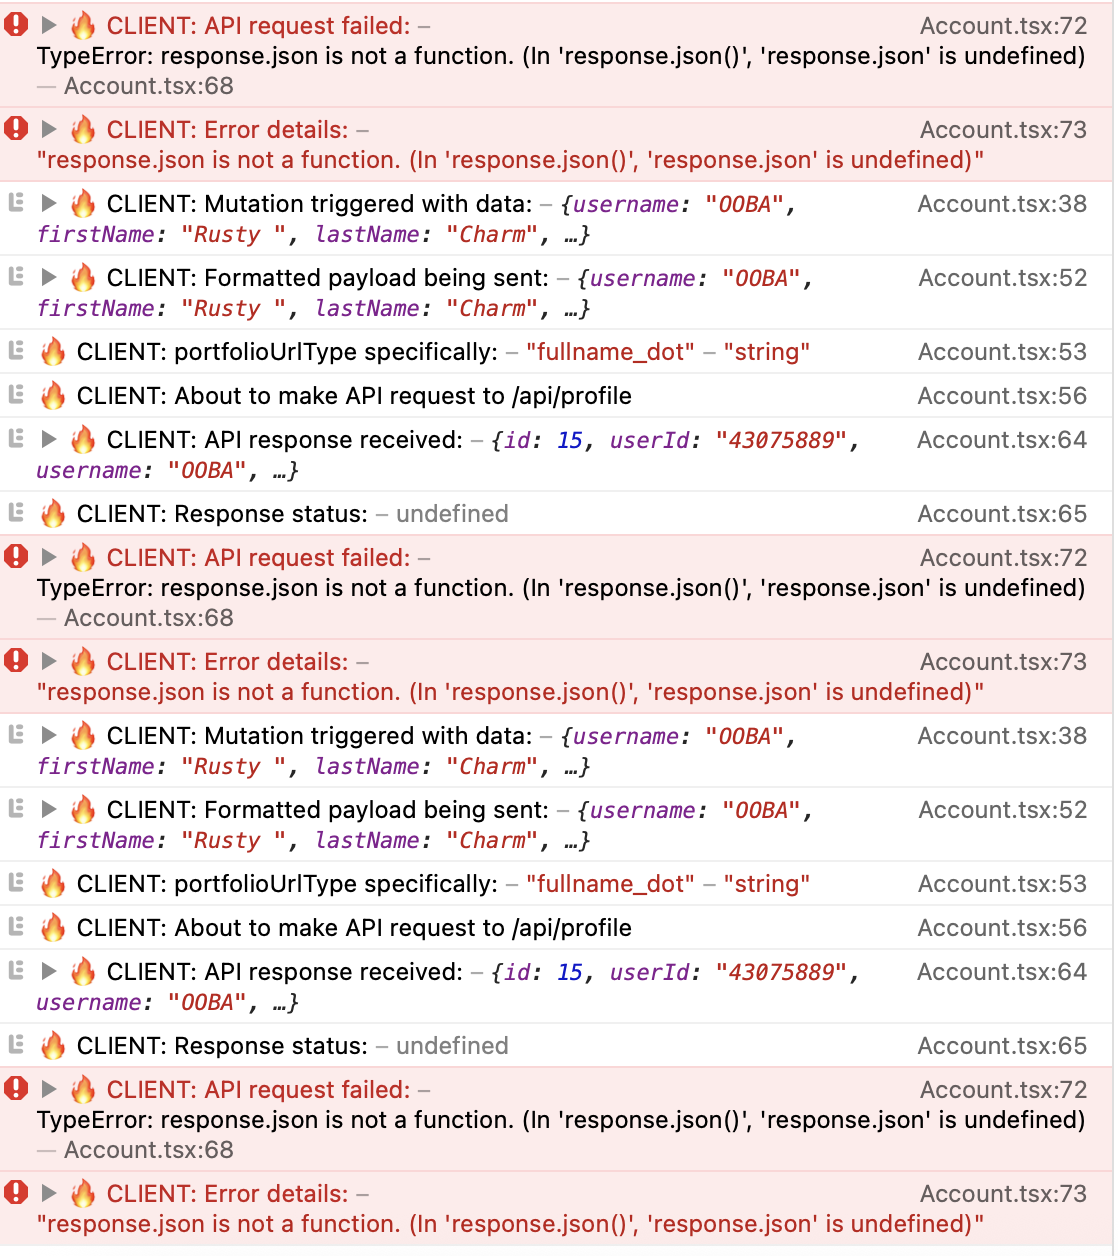 🔥 CLIENT: API request failed: – Account.tsx:72
TypeError: response.json is not a function. (In 'response.json()', 'response.json' is undefined)
— Account.tsx:68
🔥 CLIENT: Error details: – Account.tsx:73
"response.json is not a function. (In 'response.json()', 'response.json' is undefined)"
🔥 CLIENT: Mutation triggered with data: – {username: "OOBA", Account.tsx:38
firstName: "Rusty ", lastName: "Charm", …}
🔥 CLIENT: Formatted payload being sent: – {username: "OOBA", Account.tsx:52
firstName: "Rusty ", lastName: "Charm", …}
🔥 CLIENT: portfolioUrlType specifically: – "fullname_dot" – "string" Account.tsx:53
🔥 CLIENT: About to make API request to /api/profile Account.tsx:56
🔥 CLIENT: API response received: – {id: 15, userId: "43075889", Account.tsx:64
username: "OOBA", …}
🔥 CLIENT: Response status: – undefined Account.tsx:65
🔥 CLIENT: API request failed: – Account.tsx:72
TypeError: response.json is not a function. (In 'response.json()', 'response.json' is undefined)
— Account.tsx:68
🔥 CLIENT: Error details: – Account.tsx:73
"response.json is not a function. (In 'response.json()', 'response.json' is undefined)"
🔥 CLIENT: Mutation triggered with data: – {username: "OOBA", Account.tsx:38
firstName: "Rusty ", lastName: "Charm", …}
🔥 CLIENT: Formatted payload being sent: – {username: "OOBA", Account.tsx:52
firstName: "Rusty ", lastName: "Charm", …}
🔥 CLIENT: portfolioUrlType specifically: – "fullname_dot" – "string" Account.tsx:53
🔥 CLIENT: About to make API request to /api/profile Account.tsx:56
🔥 CLIENT: API response received: – {id: 15, userId: "43075889", Account.tsx:64
username: "OOBA", …}
🔥 CLIENT: Response status: – undefined Account.tsx:65
🔥 CLIENT: API request failed: – Account.tsx:72
TypeError: response.json is not a function. (In 'response.json()', 'response.json' is undefined)
— Account.tsx:68
🔥 CLIENT: Error details: – Account.tsx:73
"response.json is not a function. (In 'response.json()', 'response.json' is undefined)"